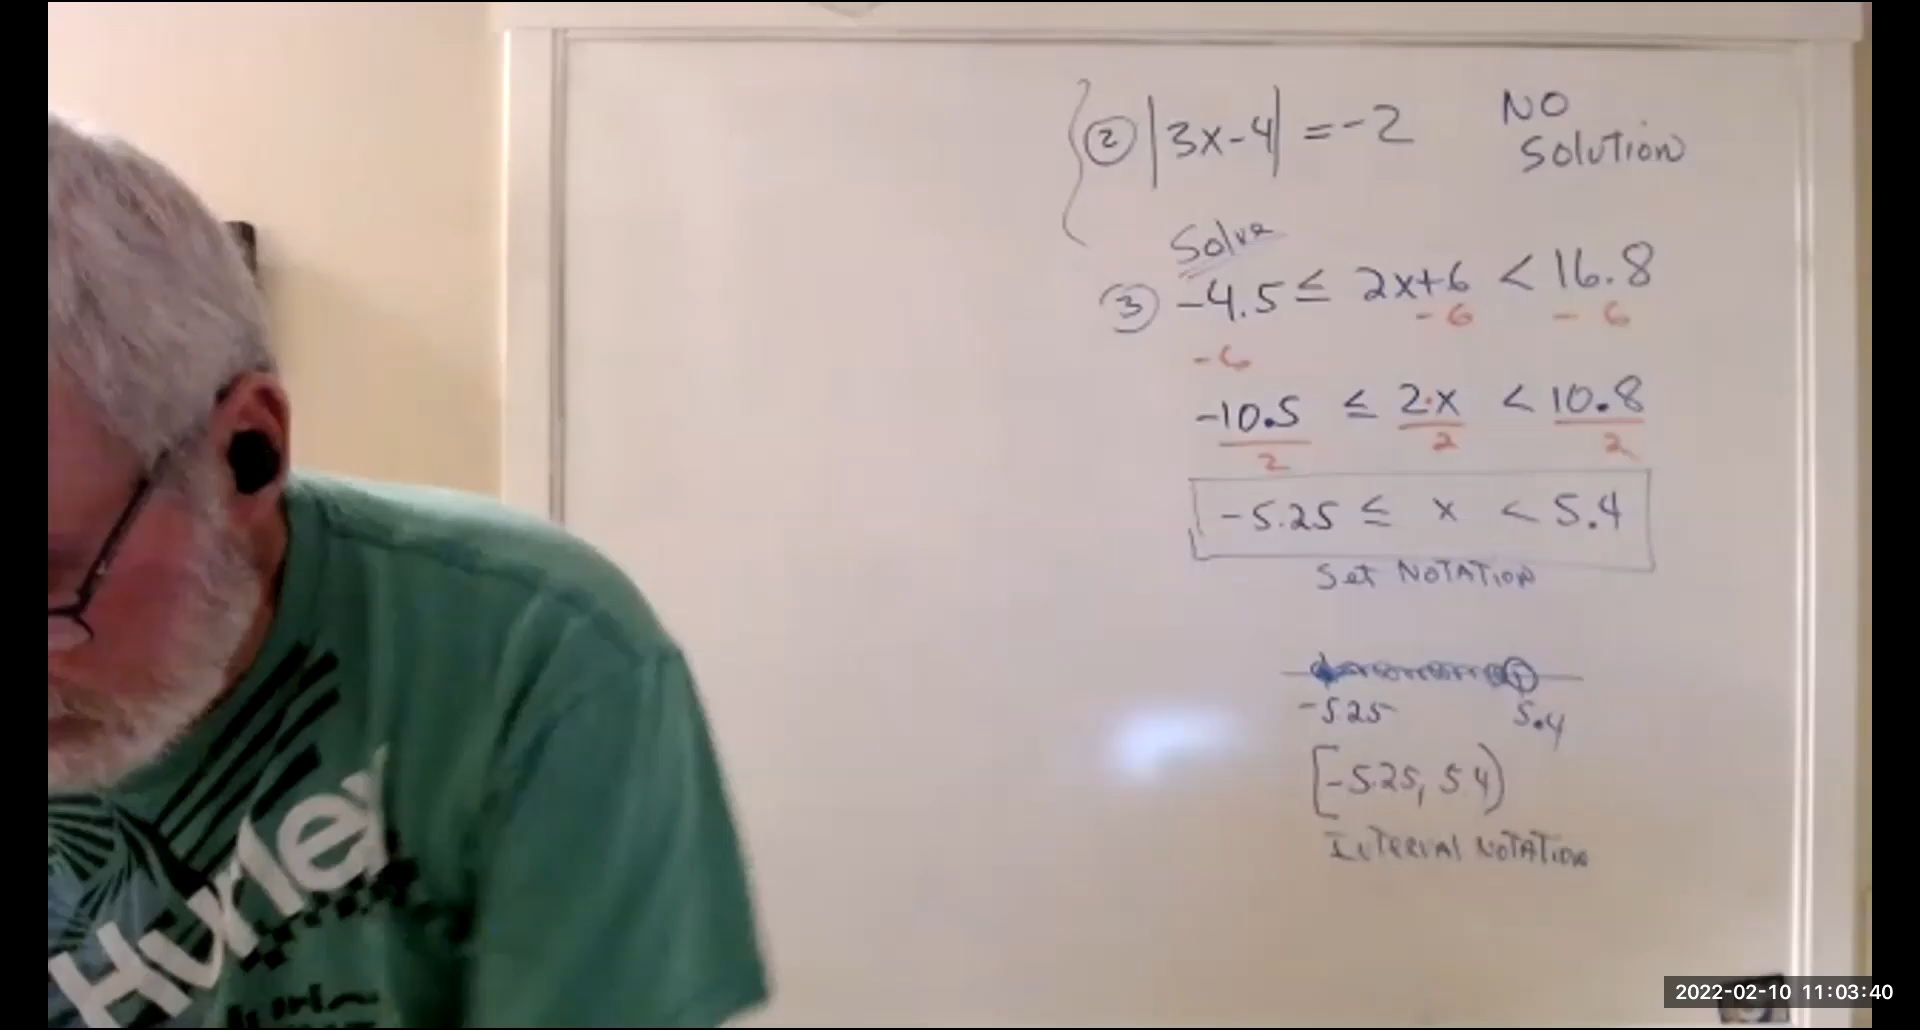 ② |3x-4| = -2
NO
Solution
Solve
③ -4.5 ≤ 2x+6 < 16.8
-6 -6
-6
-10.5 ≤ 2·x < 10.8
2 2 2
-5.25 ≤ x < 5.4
Set NOTATION
-5.25 5.4
[-5.25, 5.4)
INTERVAL NOTATION
Hurley
2022-02-10 11:03:40